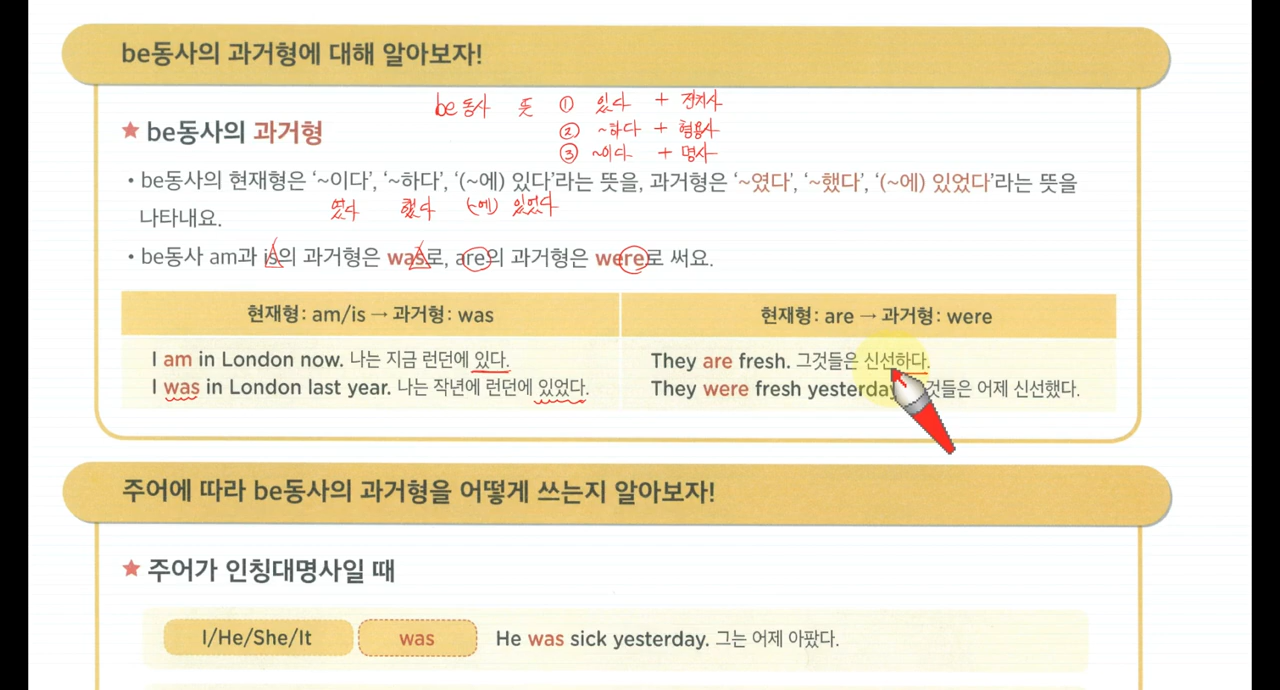 be동사의 과거형에 대해 알아보자!
be동사 뜻 ① 있다 + 전치사
② ~하다 + 형용사
③ ~이다 + 명사
★ be동사의 과거형
• be동사의 현재형은 ‘~이다’, ‘~하다’, ‘(~에) 있다’라는 뜻을, 과거형은 ‘~였다’, ‘~했다’, ‘(~에) 있었다’라는 뜻을
였다 했다 (~에) 있었다
나타내요.
• be동사 am과 is의 과거형은 was로, are의 과거형은 were로 써요.
현재형: am/is → 과거형: was
현재형: are → 과거형: were
I am in London now. 나는 지금 런던에 있다.
I was in London last year. 나는 작년에 런던에 있었다.
They are fresh. 그것들은 신선하다.
They were fresh yesterday 것들은 어제 신선했다.
주어에 따라 be동사의 과거형을 어떻게 쓰는지 알아보자!
★ 주어가 인칭대명사일 때
I/He/She/It was He was sick yesterday. 그는 어제 아팠다.